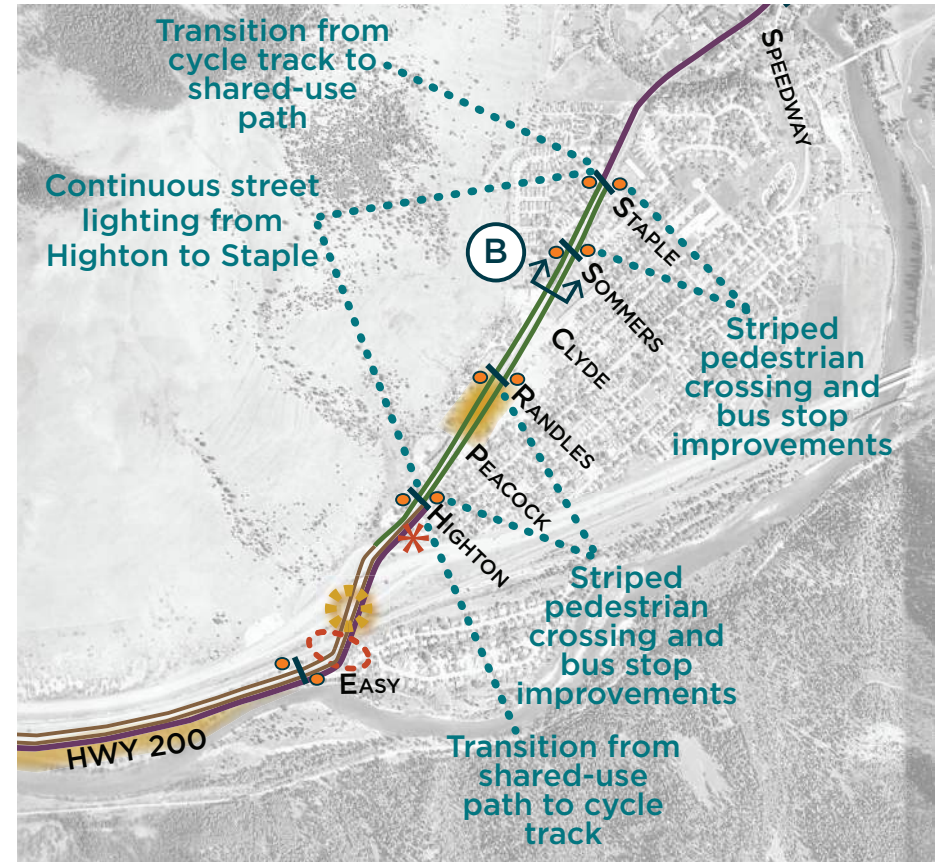 Transition from
cycle track to
shared-use
path
SPEEDWAY
Continuous street
lighting from
Highton to Staple
STAPLE
B
SOMMERS
CLYDE
Striped
pedestrian
crossing and
bus stop
improvements
RANDLES
PEACOCK
HIGHTON
Striped
pedestrian
crossing and
bus stop
improvements
EASY
HWY 200
Transition from
shared-use
path to cycle
track